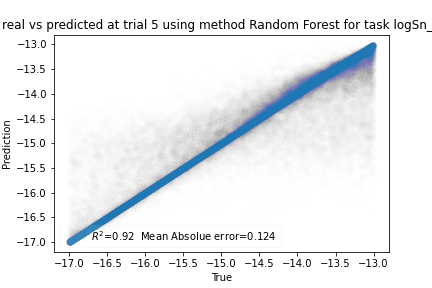 real vs predicted at trial 5 using method Random Forest for task logSn_
−13.0
−13.5
−14.0
−14.5
−15.0
−15.5
−16.0
−16.5
−17.0
Prediction
R²=0.92 Mean Absolue error=0.124
−17.0 −16.5 −16.0 −15.5 −15.0 −14.5 −14.0 −13.5 −13.0
True